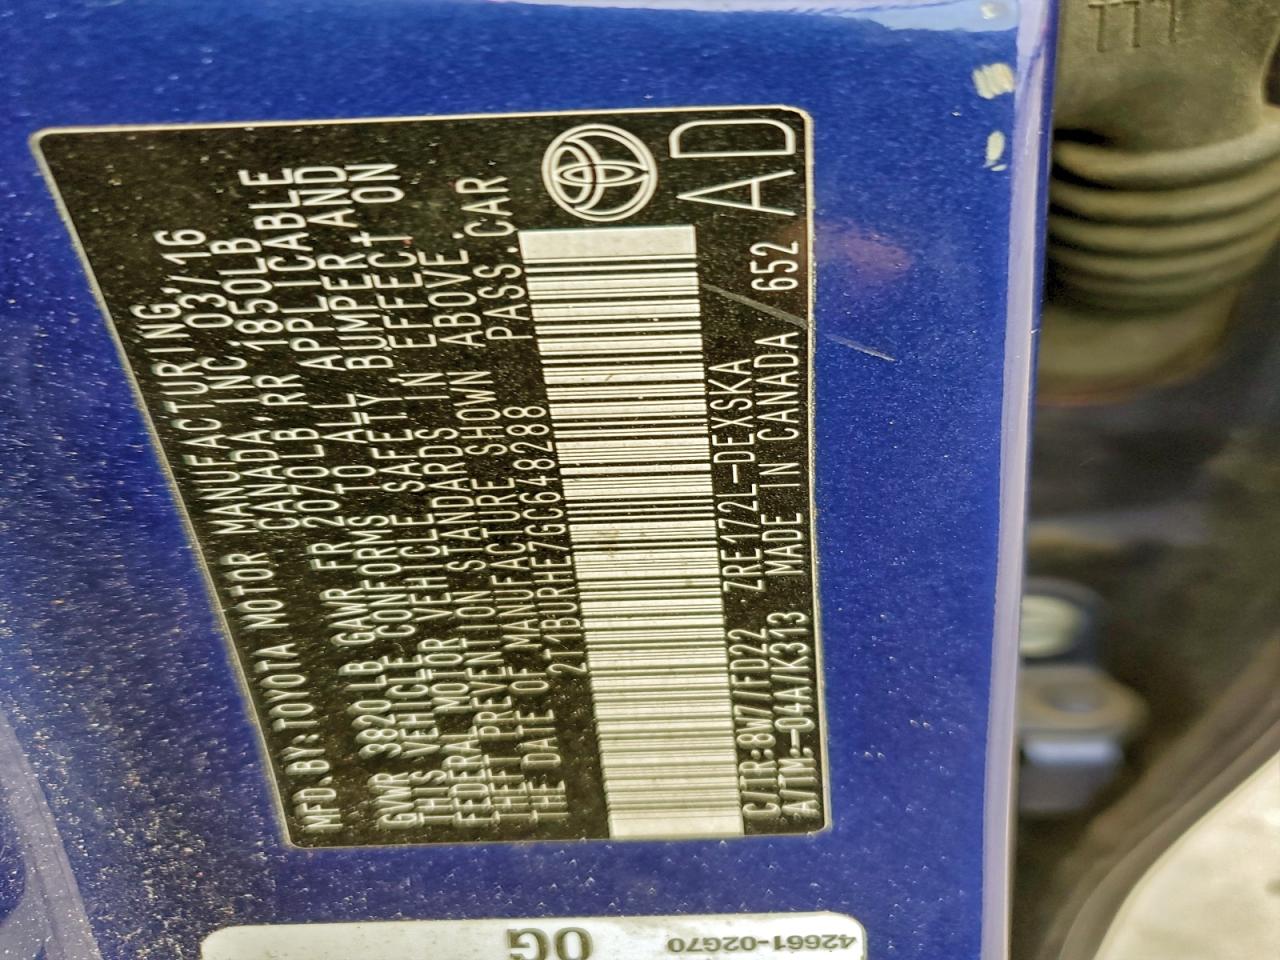 MFD.BY:TOYOTA MOTOR MANUFACTURING,
CANADA, INC. 03/16
GVWR 3820LB GAWR FR 2020LB RR 1850LB
THIS VEHICLE CONFORMS TO ALL APPLICABLE
FEDERAL MOTOR VEHICLE SAFETY, BUMPER, AND
THEFT PREVENTION STANDARDS IN EFFECT ON
THE DATE OF MANUFACTURE SHOWN ABOVE.
2T1BURHE7GC648288 PASS.CAR
C/TR:8W7/FD22 ZRE172L-DEXSKA
A/TM:-04A/K313 MADE IN CANADA 652
AD
42661-02G70
0G